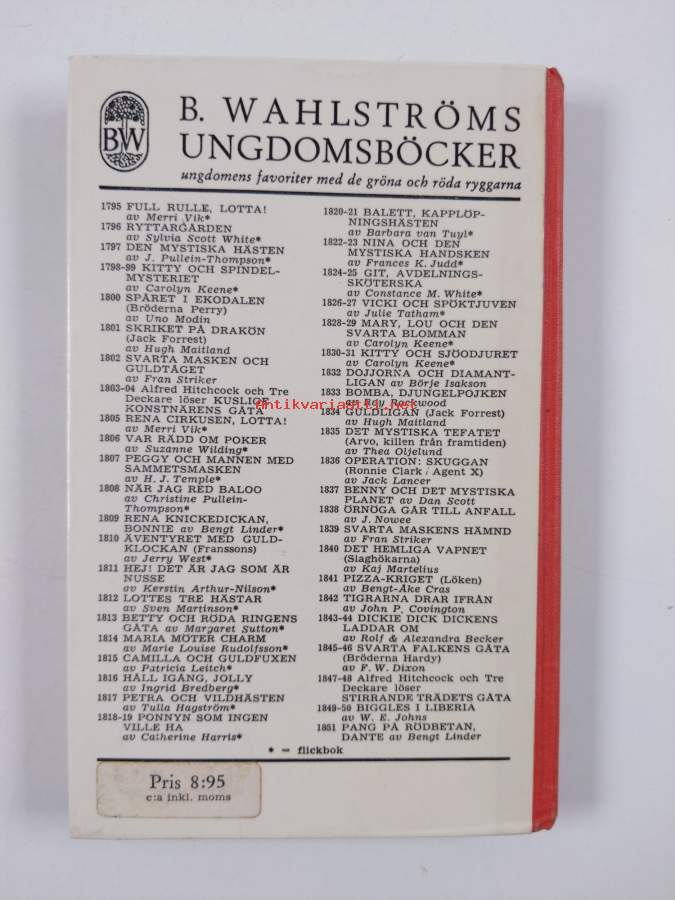 BW
B. WAHLSTRÖMS
UNGDOMSBÖCKER
ungdomens favoriter med de gröna och röda ryggarna
1795 FULL RULLE, LOTTA!
av Merri Vik*
1796 RYTTARGÅRDEN
av Sylvia Scott White*
1797 DEN MYSTISKA HÄSTEN
av J. Pullein-Thompson*
1798-99 KITTY OCH SPINDEL-
MYSTERIET
av Carolyn Keene*
1800 SPÅRET I EKODALEN
(Bröderna Perry)
av Uno Modin
1801 SKRIKET PÅ DRAKÖN
(Jack Forrest)
av Hugh Maitland
1802 SVARTA MASKEN OCH
GULDTÅGET
av Fran Striker
1803-04 Alfred Hitchcock och Tre
Deckare löser KUSLIGE
KONSTNÄRENS GÅTA
1805 RENA CIRKUSEN, LOTTA!
av Merri Vik*
1806 VAR RÄDD OM POKER
av Suzanne Wilding*
1807 PEGGY OCH MANNEN MED
SAMMETSMASKEN
av H. J. Temple*
1808 NÄR JAG RED BALOO
av Christine Pullein-
Thompson*
1809 RENA KNICKEDICKAN,
BONNIE av Bengt Linder*
1810 ÄVENTYRET MED GULD-
KLOCKAN (Franssons)
av Jerry West*
1811 HEJ! DET ÄR JAG SOM ÄR
NUSSE
av Kerstin Arthur-Nilson*
1812 LOTTES TRE HÄSTAR
av Sven Martinson*
1813 BETTY OCH RÖDA RINGENS
GÅTA av Margaret Sutton*
1814 MARIA MÖTER CHARM
av Marie Louise Rudolfsson*
1815 CAMILLA OCH GULDFUXEN
av Patricia Leitch*
1816 HÅLL IGÅNG, JOLLY
av Ingrid Bredberg*
1817 PETRA OCH VILDHÄSTEN
av Tulla Hagström*
1818-19 PONNYN SOM INGEN
VILLE HA
av Catherine Harris*
1820-21 BALETT, KAPPLÖP-
NINGSHÄSTEN
av Barbara van Tuyl*
1822-23 NINA OCH DEN
MYSTISKA HANDSKEN
av Frances K. Judd*
1824-25 GIT, AVDELNINGS-
SKÖTERSKA
av Constance M. White*
1826-27 VICKI OCH SPÖKTJUVEN
av Julie Tatham*
1828-29 MARY, LOU OCH DEN
SVARTA BLOMMAN
av Carolyn Keene*
1830-31 KITTY OCH SJÖODJURET
av Carolyn Keene*
1832 DOJJORNA OCH DIAMANT-
LIGAN av Börje Isakson
1833 BOMBA, DJUNGELPOJKEN
av Roy Rockwood
1834 GULDLIGAN (Jack Forrest)
av Hugh Maitland
1835 DET MYSTISKA TEFATET
(Arvo, killen från framtiden)
av Thea Oljelund
1836 OPERATION: SKUGGAN
(Ronnie Clark / Agent X)
av Jack Lancer
1837 BENNY OCH DET MYSTISKA
PLANET av Dan Scott
1838 ÖRNÖGA GÅR TILL ANFALL
av J. Nowee
1839 SVARTA MASKENS HÄMND
av Fran Striker
1840 DET HEMLIGA VAPNET
(Slaghökarna)
av Kaj Martelius
1841 PIZZA-KRIGET (Löken)
av Bengt-Åke Cras
1842 TIGRARNA DRAR IFRÅN
av John P. Covington
1843-44 DICKIE DICK DICKENS
LADDAR OM
av Rolf & Alexandra Becker
1845-46 SVARTA FALKENS GÅTA
(Bröderna Hardy)
av F. W. Dixon
1847-48 Alfred Hitchcock och Tre
Deckare löser
STIRRANDE TRÄDETS GÅTA
1849-50 BIGGLES I LIBERIA
av W. E. Johns
1851 PANG PÅ RÖDBETAN,
DANTE av Bengt Linder
* = flickbok
Pris 8:95
c:a inkl. moms
antikvariaatti.net